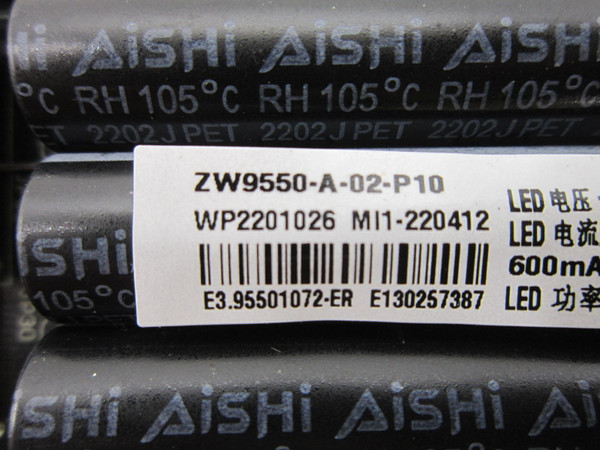 AiSHi AiSHi AiSHi
°C RH 105°C RH 105°C RH 105°C
PET 2202J PET 2202J PET 2202J PET
ZW9550-A-02-P10
WP2201026 MI1-220412
E3.95501072-ER E130257387
LED 电压
LED 电流
600mA
LED 功率
SHi
105°C
SHi AiSHi AiSHi A